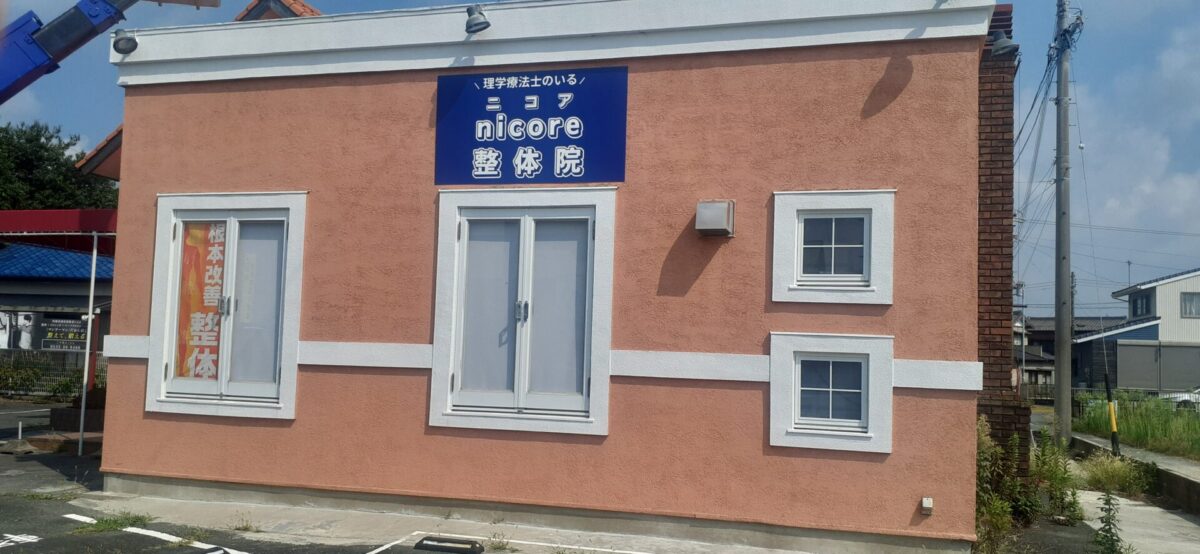 \ 理学療法士のいる /
ニコア
nicore
整体院
根本改善
整体